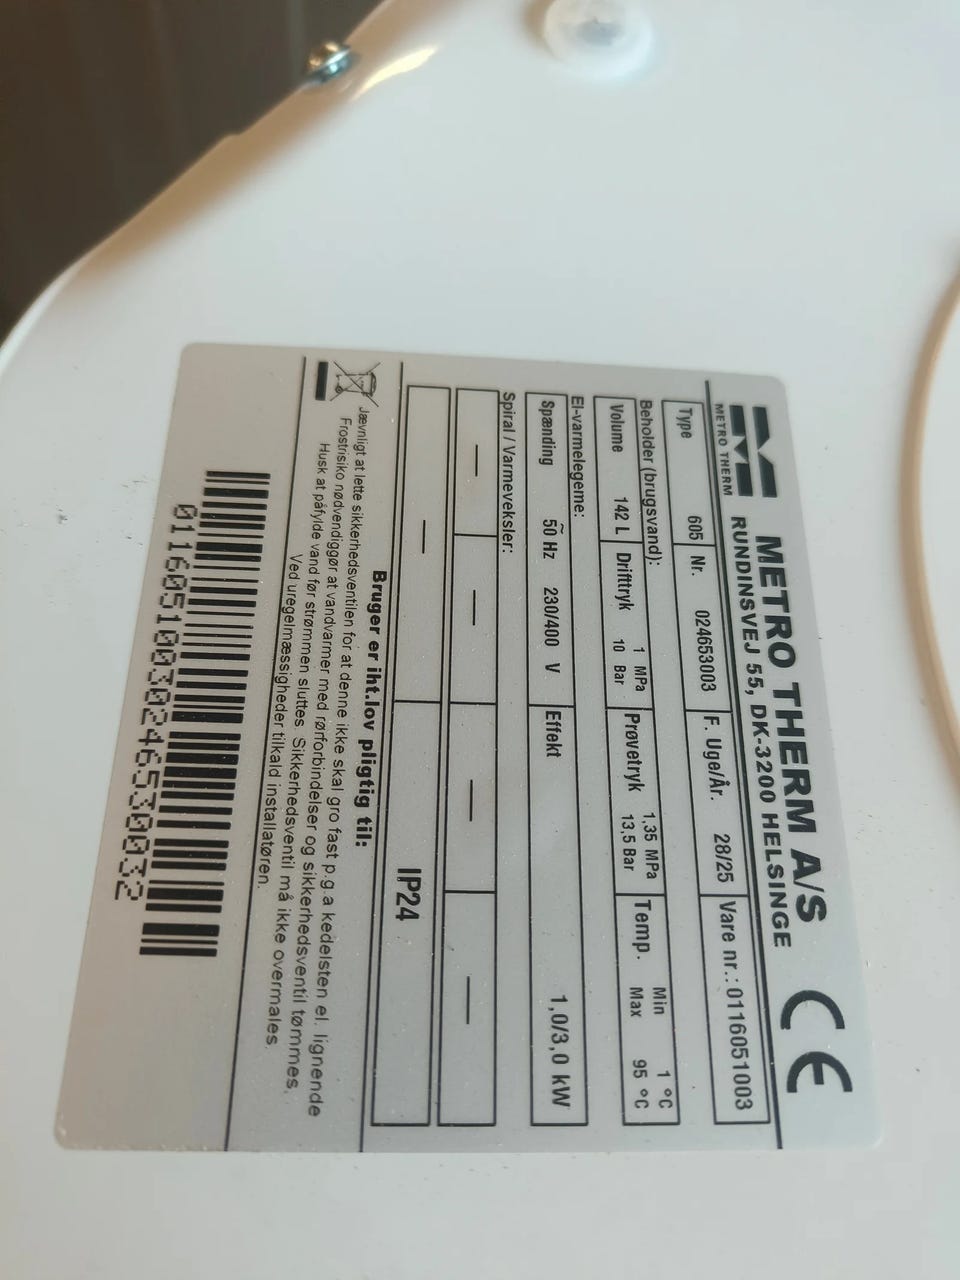 METRO THERM
METRO THERM A/S
RUNDINSVEJ 55, DK-3200 HELSINGE
CE
Type 605 Nr. 024653003 F. Uge/År. 28/25 Vare nr.: 0116051003
Beholder (brugsvand):
Volume 142 L Drifttryk 1 MPa 10 Bar Prøvetryk 1,35 MPa 13,5 Bar Temp. Min 1 °C Max 95 °C
El-varmelegeme:
Spænding 50 Hz 230/400 V Effekt 1,0/3,0 kW
Spiral / Varmeveksler:
— — — —
— IP24
Bruger er iht.lov pligtig til:
Jævnligt at lette sikkerhedsventilen for at denne ikke skal gro fast p.g.a kedelsten el. lignende
Frostrisiko nødvendiggør at vandvarmer med rørforbindelser og sikkerhedsventil tømmes.
Husk at påfylde vand før strømmen sluttes. Sikkerhedsventil må ikke overmales.
Ved uregelmæssigheder tilkald installatøren.
01160510030246530032